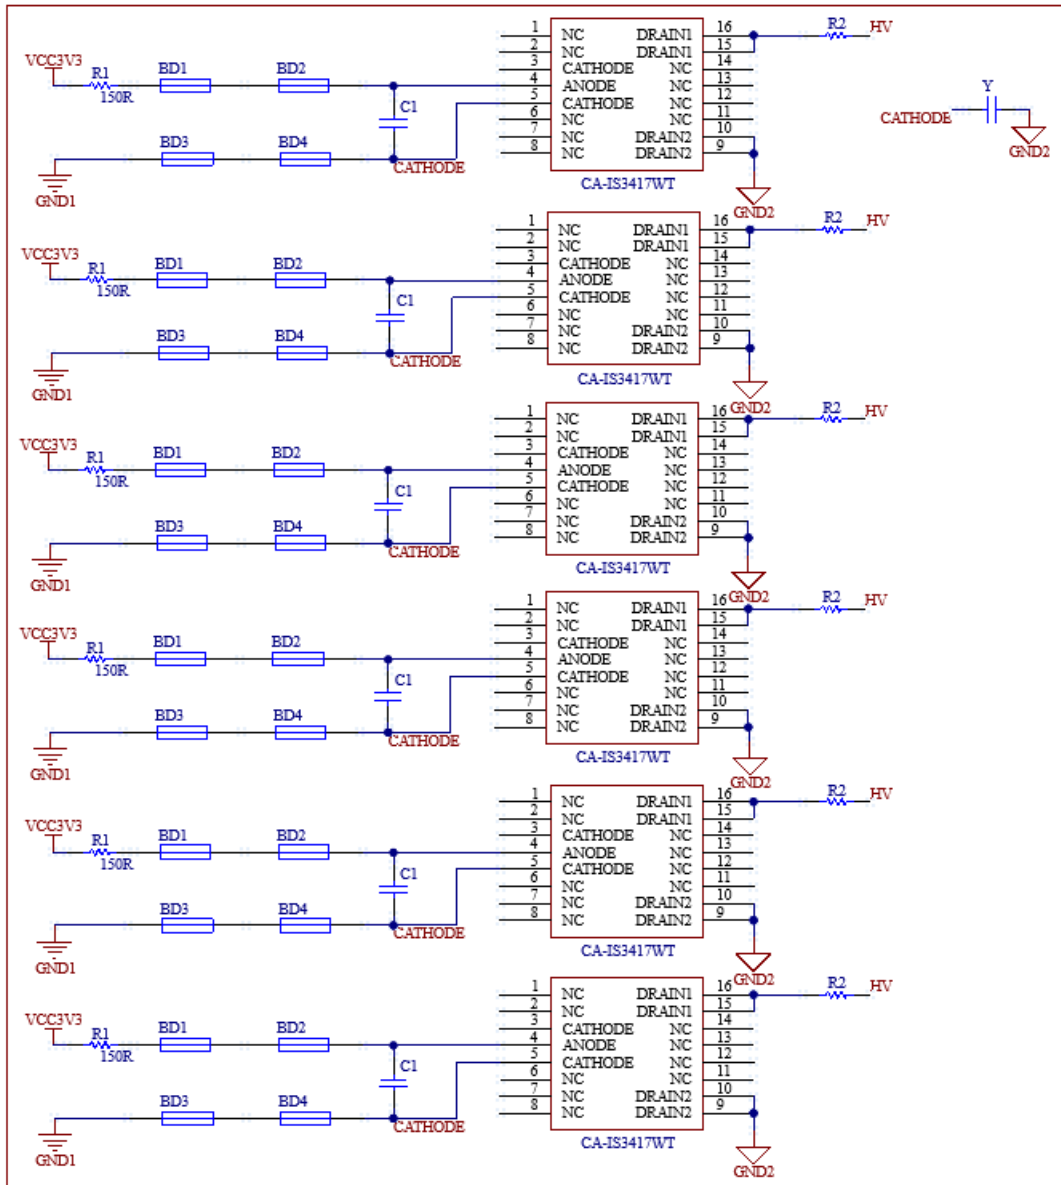 1 NC DRAIN1 16 R2 HV
2 NC DRAIN1 15
VCC3V3 3 CATHODE NC 14
R1 BD1 BD2 4 ANODE NC 13 Y
150R 5 CATHODE NC 12
C1 6 NC NC 11 CATHODE
7 NC DRAIN2 10
BD3 BD4 8 NC DRAIN2 9 GND2
CATHODE
GND1 CA-IS3417WT
GND2
1 NC DRAIN1 16 R2 HV
2 NC DRAIN1 15
VCC3V3 3 CATHODE NC 14
R1 BD1 BD2 4 ANODE NC 13
150R 5 CATHODE NC 12
C1 6 NC NC 11
7 NC DRAIN2 10
BD3 BD4 8 NC DRAIN2 9
CATHODE
GND1 CA-IS3417WT
GND2
1 NC DRAIN1 16 R2 HV
2 NC DRAIN1 15
VCC3V3 3 CATHODE NC 14
R1 BD1 BD2 4 ANODE NC 13
150R 5 CATHODE NC 12
C1 6 NC NC 11
7 NC DRAIN2 10
BD3 BD4 8 NC DRAIN2 9
CATHODE
GND1 CA-IS3417WT
GND2
1 NC DRAIN1 16 R2 HV
2 NC DRAIN1 15
VCC3V3 3 CATHODE NC 14
R1 BD1 BD2 4 ANODE NC 13
150R 5 CATHODE NC 12
C1 6 NC NC 11
7 NC DRAIN2 10
BD3 BD4 8 NC DRAIN2 9
CATHODE
GND1 CA-IS3417WT
GND2
1 NC DRAIN1 16 R2 HV
2 NC DRAIN1 15
VCC3V3 3 CATHODE NC 14
R1 BD1 BD2 4 ANODE NC 13
150R 5 CATHODE NC 12
C1 6 NC NC 11
7 NC DRAIN2 10
BD3 BD4 8 NC DRAIN2 9
CATHODE
GND1 CA-IS3417WT
GND2
1 NC DRAIN1 16 R2 HV
2 NC DRAIN1 15
VCC3V3 3 CATHODE NC 14
R1 BD1 BD2 4 ANODE NC 13
150R 5 CATHODE NC 12
C1 6 NC NC 11
7 NC DRAIN2 10
BD3 BD4 8 NC DRAIN2 9
CATHODE
GND1 CA-IS3417WT
GND2